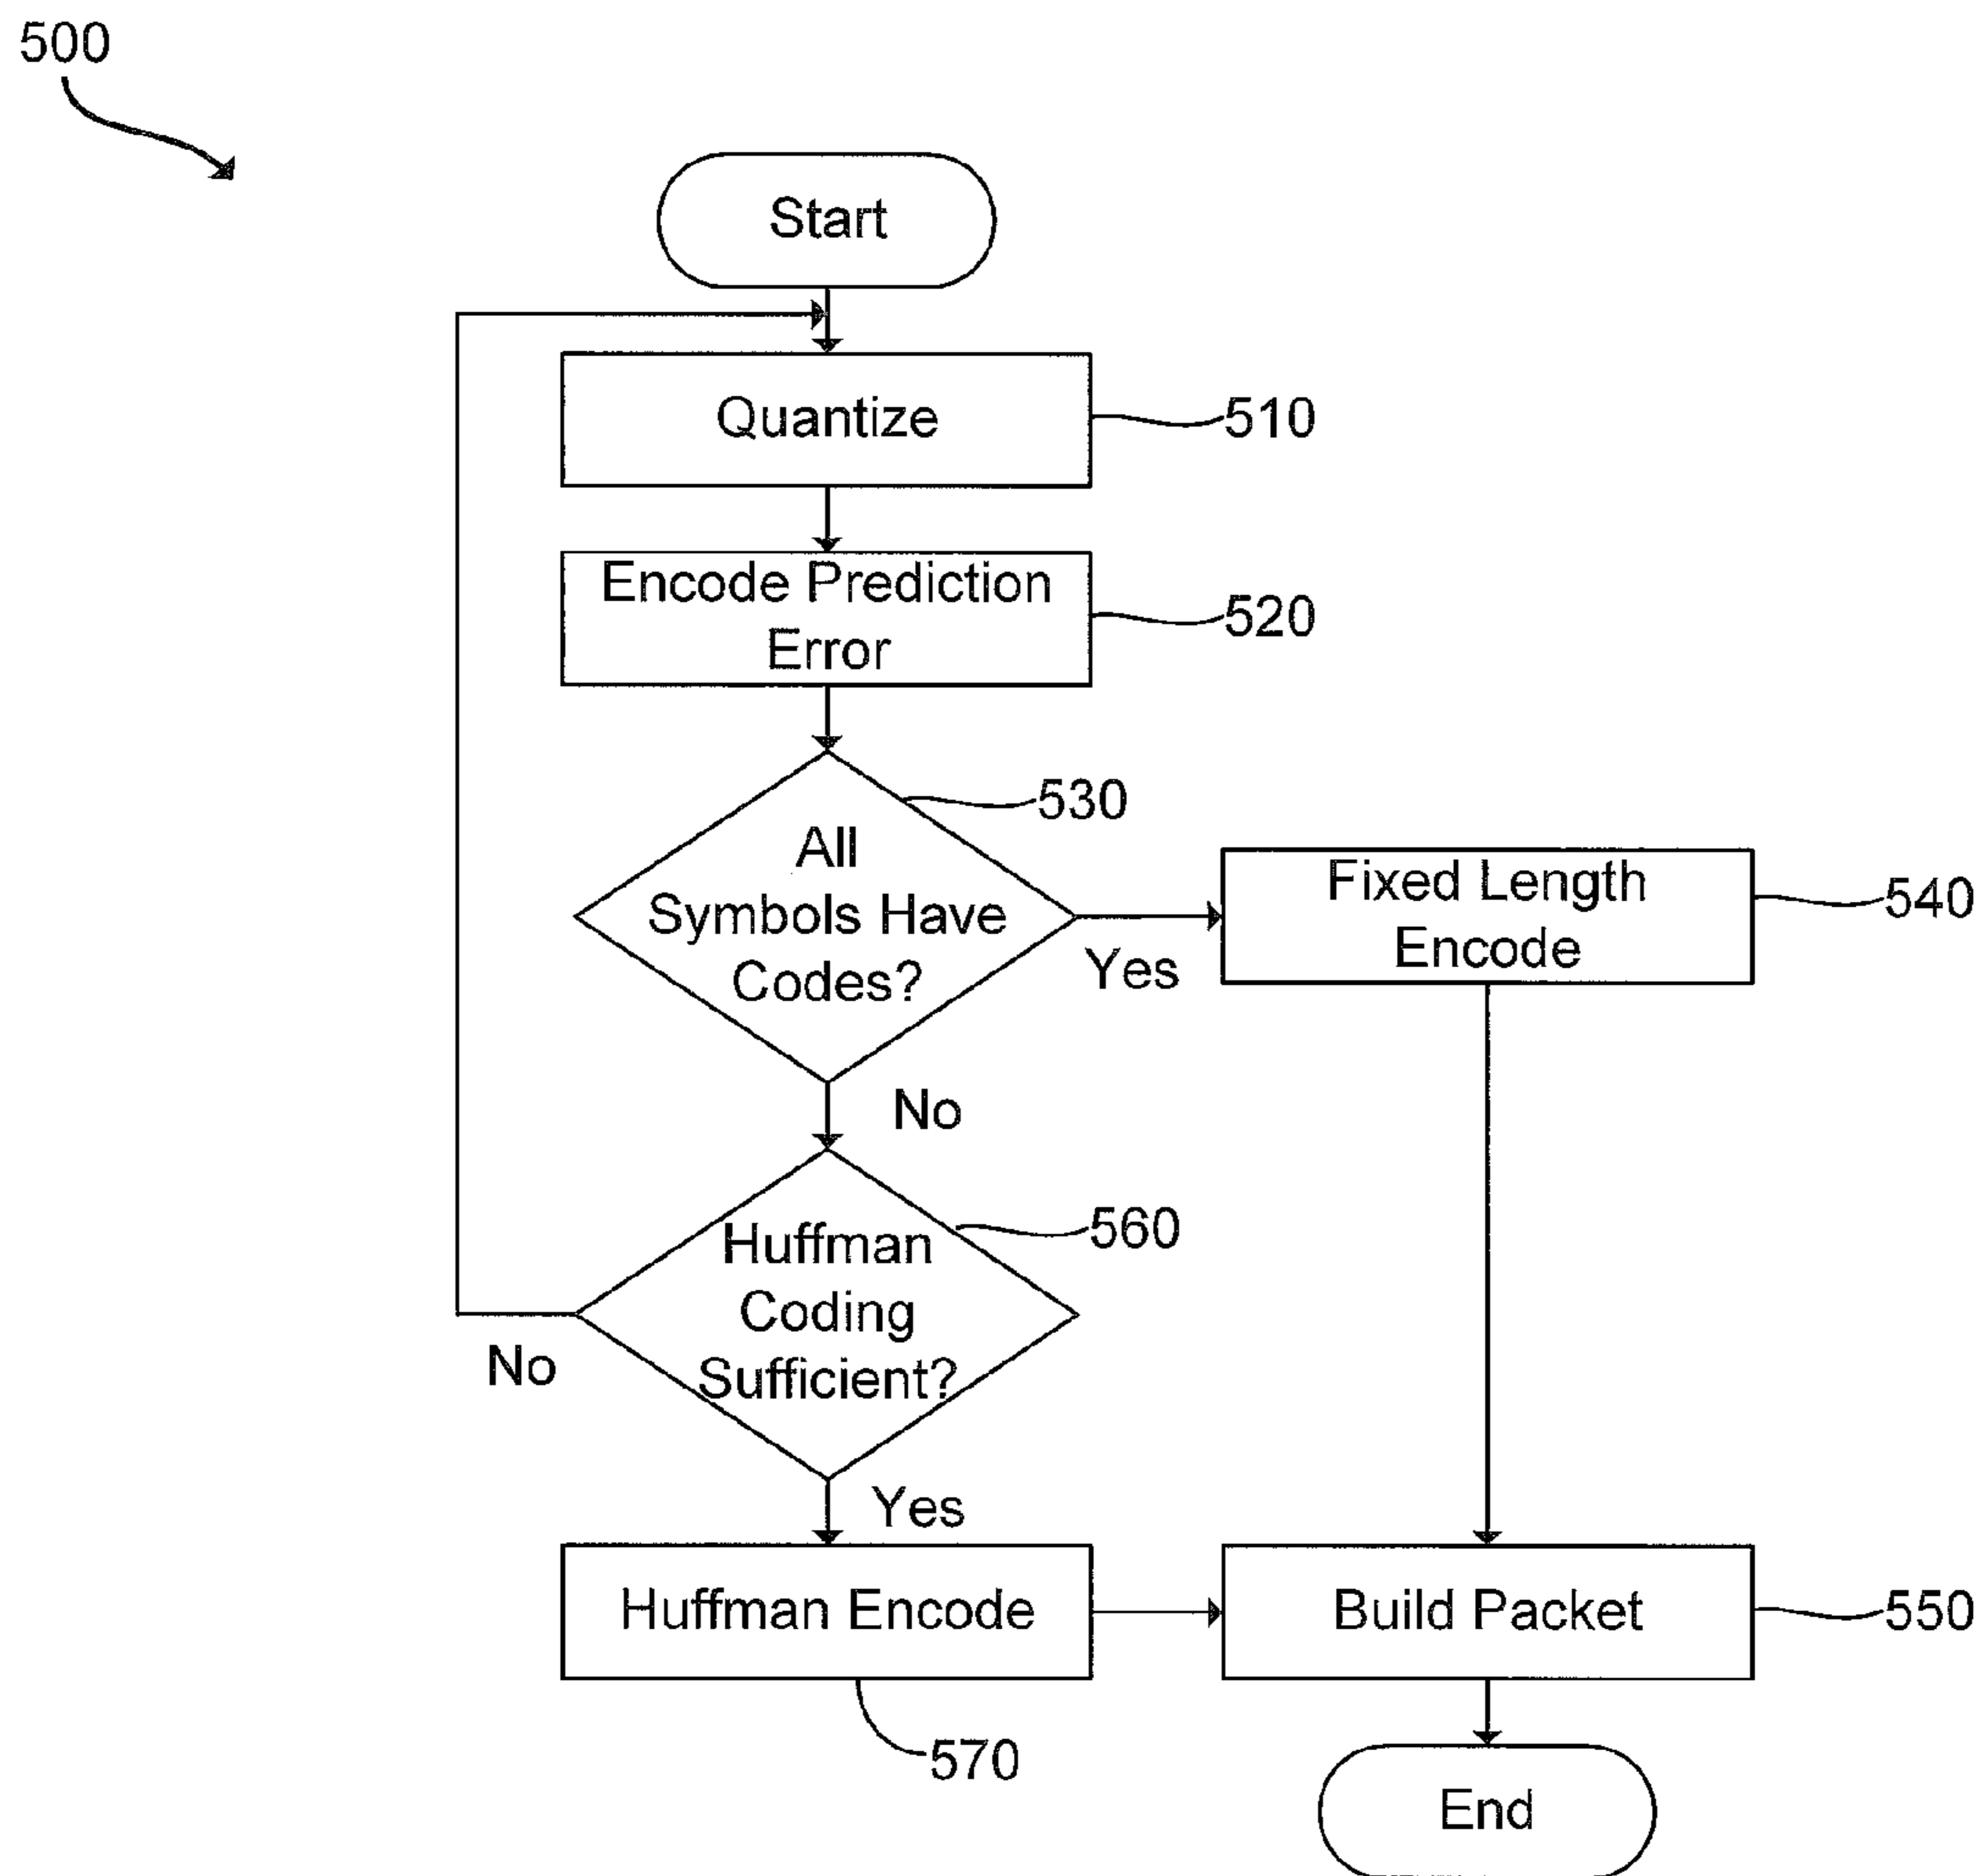 500
Start
Quantize
510
Encode Prediction
Error
520
530
All
Symbols Have
Codes?
Yes
Fixed Length
Encode
540
No
560
Huffman
Coding
Sufficient?
No
Yes
Huffman Encode
570
Build Packet
550
End